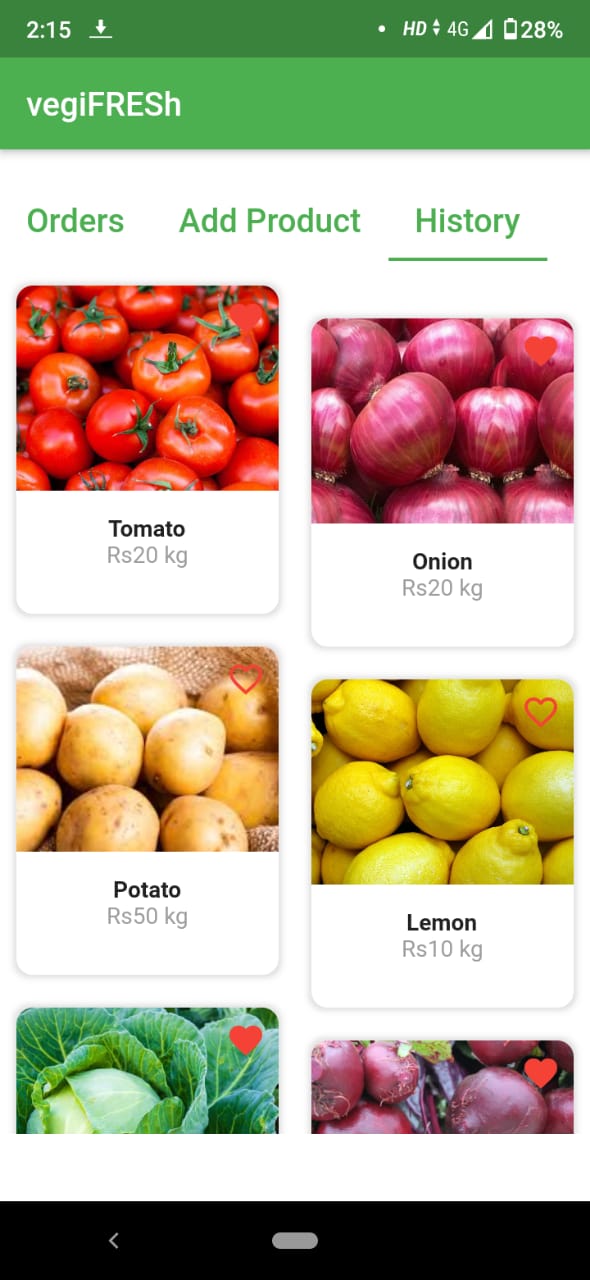 2:15 HD 4G 28%
vegiFRESh
Orders Add Product History
Tomato
Rs20 kg
Onion
Rs20 kg
Potato
Rs50 kg
Lemon
Rs10 kg